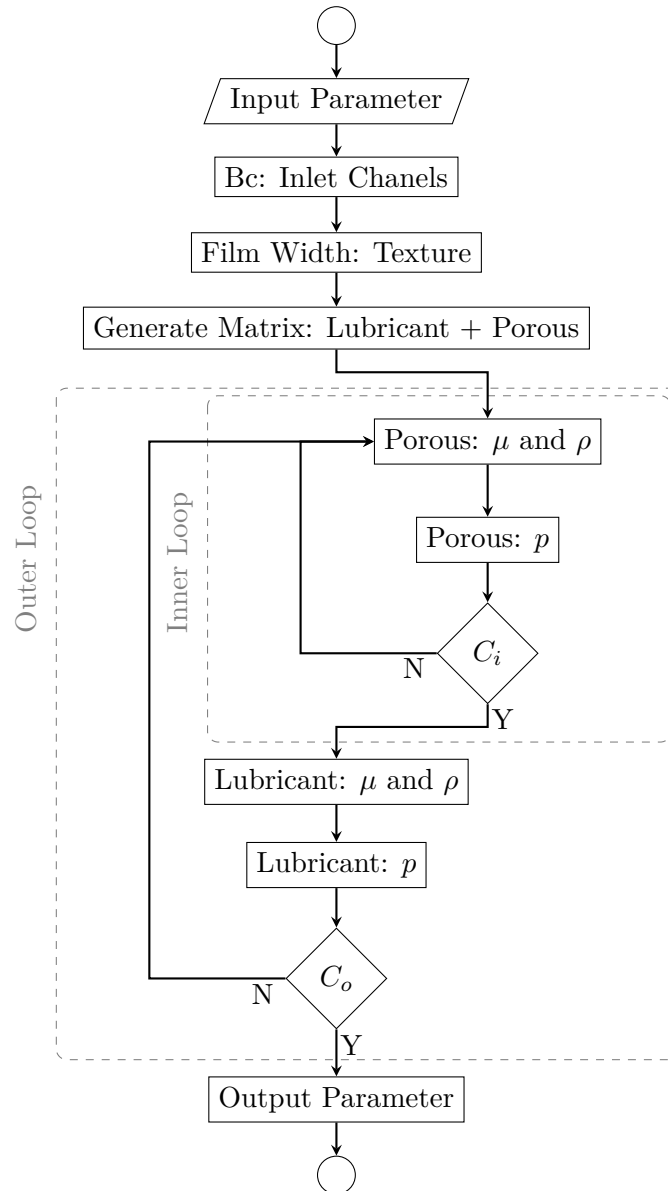 Input Parameter
Bc: Inlet Chanels
Film Width: Texture
Generate Matrix: Lubricant + Porous
Outer Loop
Inner Loop
Porous: μ and ρ
Porous: p
C_i
N
Y
Lubricant: μ and ρ
Lubricant: p
C_o
N
Y
Output Parameter